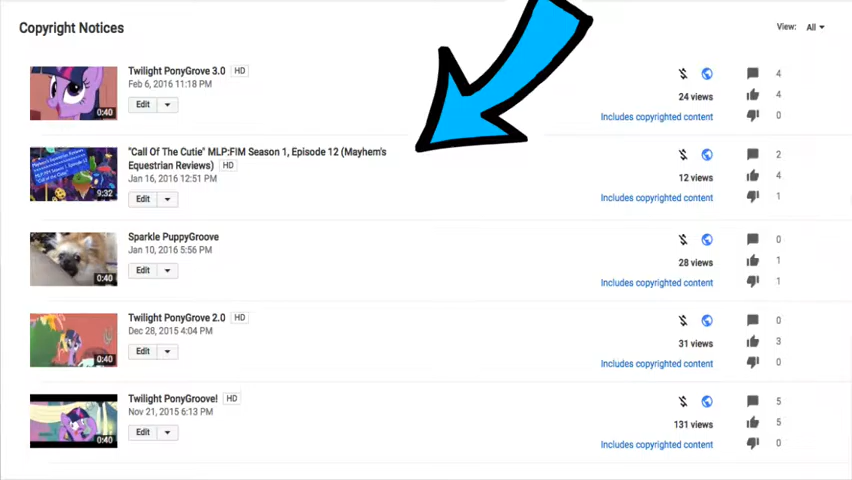 Copyright Notices
View: All
Twilight PonyGrove 3.0 HD
Feb 6, 2016 11:18 PM
Edit
0:40
24 views
Includes copyrighted content
4
4
0
"Call Of The Cutie" MLP:FIM Season 1, Episode 12 (Mayhem's
Equestrian Reviews) HD
Jan 16, 2016 12:51 PM
Edit
9:32
12 views
Includes copyrighted content
2
4
1
Sparkle PuppyGroove
Jan 10, 2016 5:56 PM
Edit
0:40
28 views
Includes copyrighted content
0
1
1
Twilight PonyGrove 2.0 HD
Dec 28, 2015 4:04 PM
Edit
0:40
31 views
Includes copyrighted content
0
3
0
Twilight PonyGroove! HD
Nov 21, 2015 6:13 PM
Edit
0:40
131 views
Includes copyrighted content
5
5
0